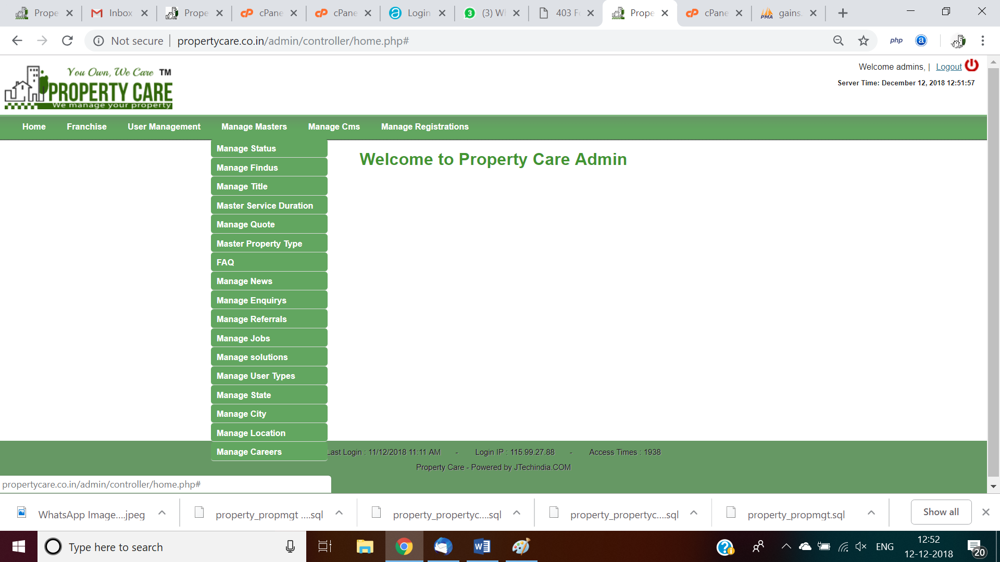 Prope
Inbox
Prope
cPane
cPane
Login
3 (3) W
403 F
Prope
cPane
PMA gains.
Not secure propertycare.co.in/admin/controller/home.php#
php
a
You Own, We Care TM
PROPERTY CARE
We manage your property
Welcome admins, | Logout
Server Time: December 12, 2018 12:51:57
Home Franchise User Management Manage Masters Manage Cms Manage Registrations
Manage Status
Manage Findus
Manage Title
Master Service Duration
Manage Quote
Master Property Type
FAQ
Manage News
Manage Enquirys
Manage Referrals
Manage Jobs
Manage solutions
Manage User Types
Manage State
Manage City
Manage Location
Manage Careers
Welcome to Property Care Admin
Last Login : 11/12/2018 11:11 AM - Login IP : 115.99.27.88 - Access Times : 1938
Property Care - Powered by JTechindia.COM
propertycare.co.in/admin/controller/home.php#
WhatsApp Image....jpeg
property_propmgt ....sql
property_propertyc....sql
property_propertyc....sql
property_propmgt.sql
Show all
Type here to search
ENG
12:52
12-12-2018
20